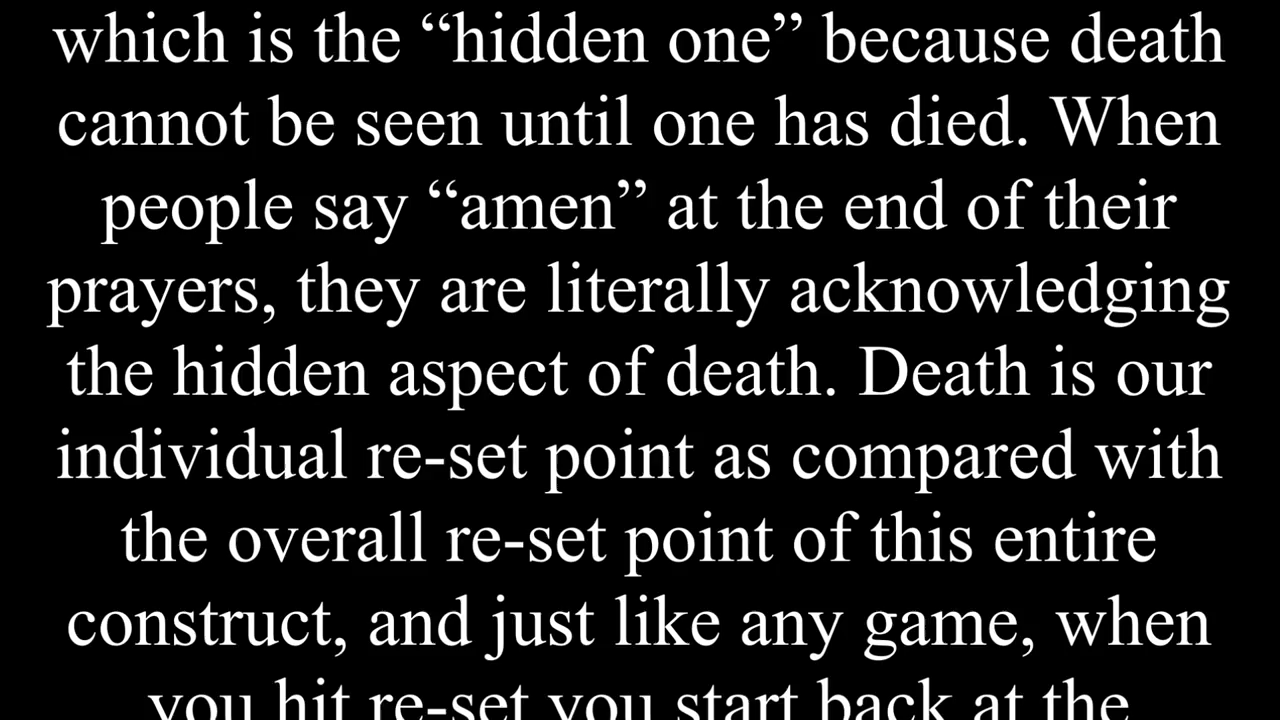 which is the “hidden one” because death
cannot be seen until one has died. When
people say “amen” at the end of their
prayers, they are literally acknowledging
the hidden aspect of death. Death is our
individual re-set point as compared with
the overall re-set point of this entire
construct, and just like any game, when
you hit re-set you start back at the